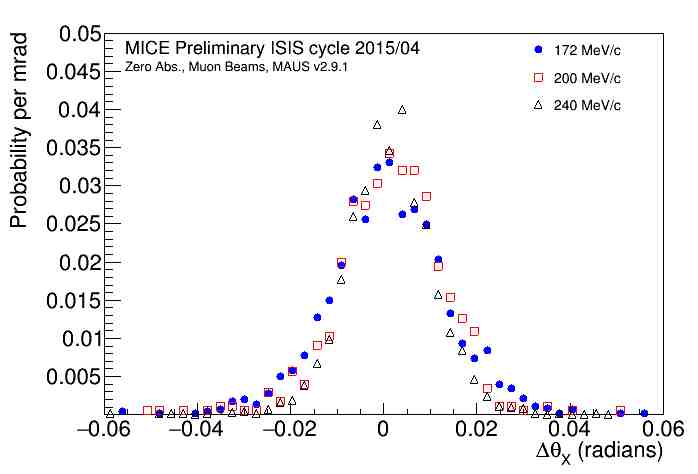 MICE Preliminary ISIS cycle 2015/04
Zero Abs., Muon Beams, MAUS v2.9.1
172 MeV/c
200 MeV/c
240 MeV/c
Probability per mrad
0.05
0.045
0.04
0.035
0.03
0.025
0.02
0.015
0.01
0.005
−0.06 −0.04 −0.02 0 0.02 0.04 0.06
Δθ_X (radians)